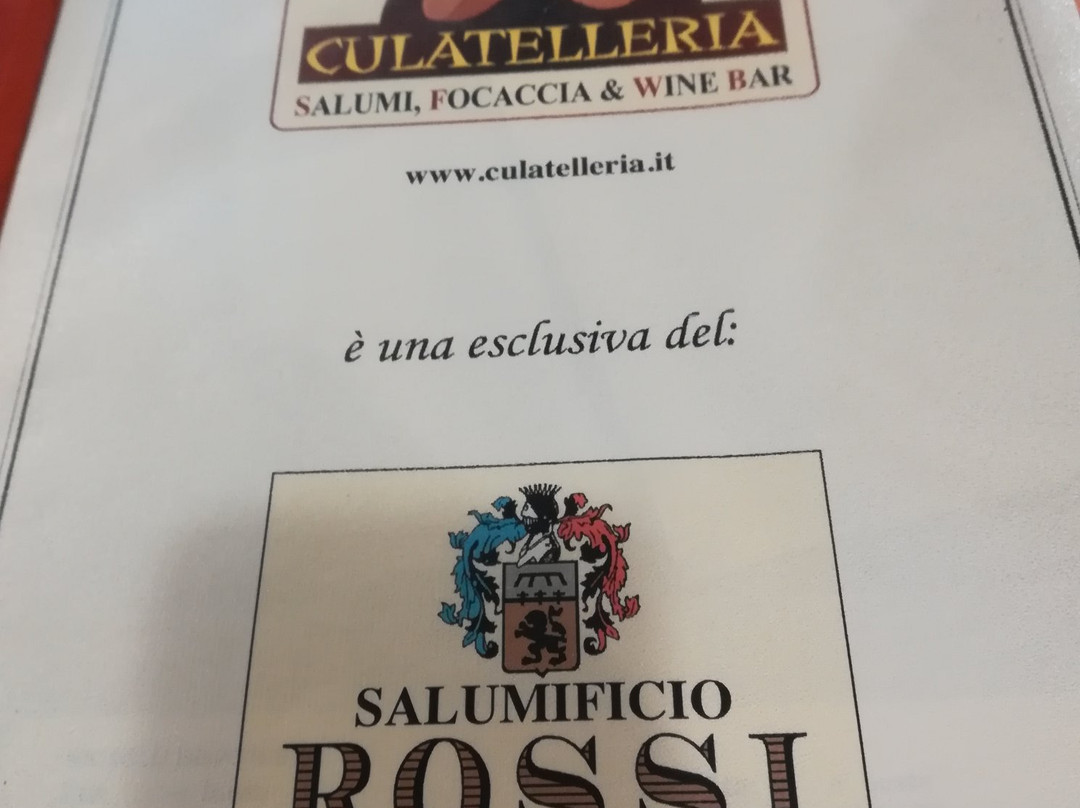 CULATELLERIA
SALUMI, FOCACCIA & WINE BAR
www.culatelleria.it
è una esclusiva del:
SALUMIFICIO
ROSSI